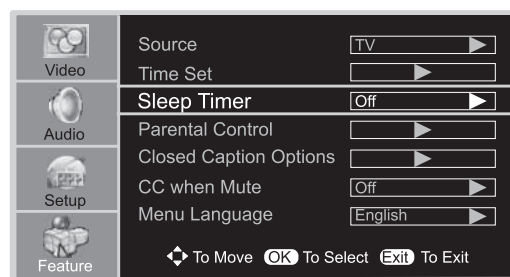 Video
Audio
Setup
Feature
Source TV
Time Set
Sleep Timer Off
Parental Control
Closed Caption Options
CC when Mute Off
Menu Language English
To Move OK To Select Exit To Exit